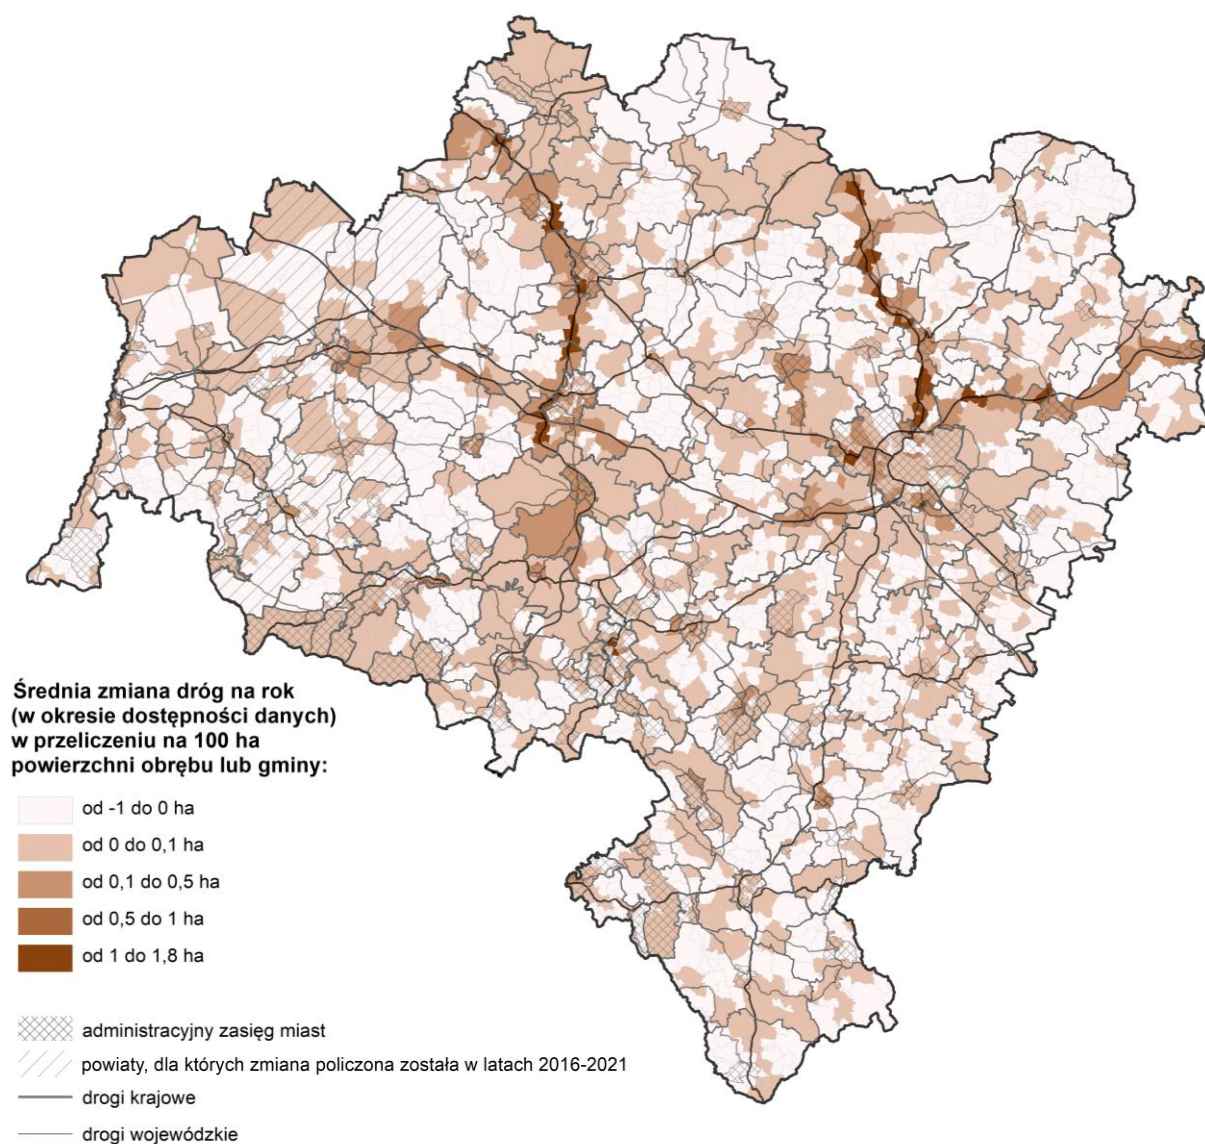 Średnia zmiana dróg na rok
(w okresie dostępności danych)
w przeliczeniu na 100 ha
powierzchni obrębu lub gminy:
od -1 do 0 ha
od 0 do 0,1 ha
od 0,1 do 0,5 ha
od 0,5 do 1 ha
od 1 do 1,8 ha
administracyjny zasięg miast
powiaty, dla których zmiana policzona została w latach 2016-2021
drogi krajowe
drogi wojewódzkie